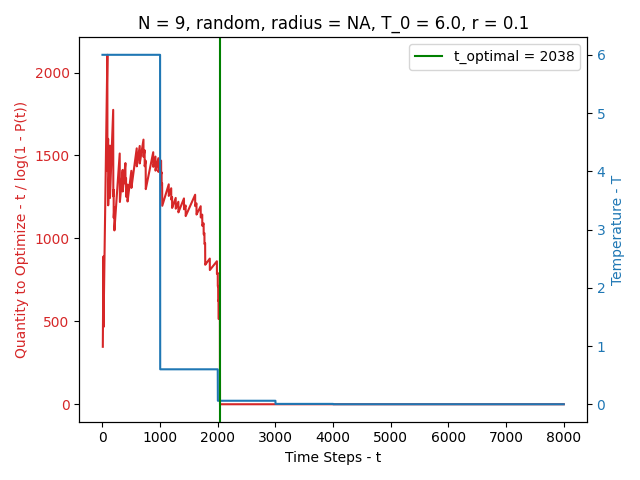 N = 9, random, radius = NA, T_0 = 6.0, r = 0.1
t_optimal = 2038
Quantity to Optimize - t / log(1 - P(t))
2000
1500
1000
500
0
6
5
4
3
2
1
0
Temperature - T
0 1000 2000 3000 4000 5000 6000 7000 8000
Time Steps - t